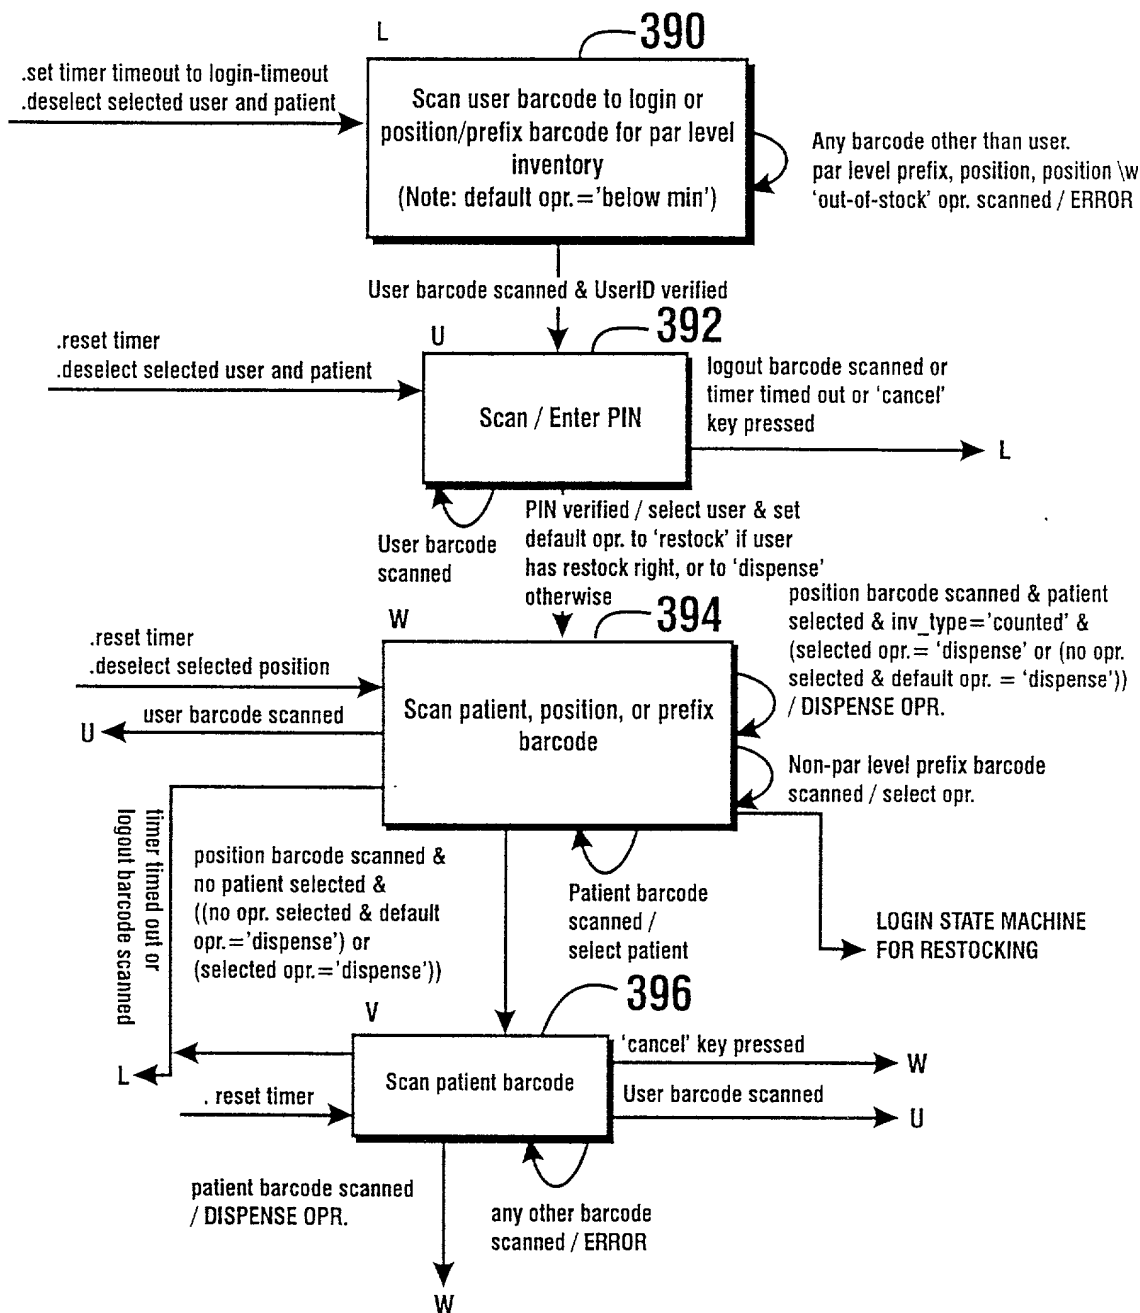 L
390
.set timer timeout to login-timeout
.deselect selected user and patient
Scan user barcode to login or
position/prefix barcode for par level
inventory
(Note: default opr.='below min')
Any barcode other than user.
par level prefix, position, position \w
'out-of-stock' opr. scanned / ERROR
User barcode scanned & UserID verified
U
392
.reset timer
.deselect selected user and patient
Scan / Enter PIN
logout barcode scanned or
timer timed out or 'cancel'
key pressed
L
User barcode
scanned
PIN verified / select user & set
default opr. to 'restock' if user
has restock right, or to 'dispense'
otherwise
W
394
.reset timer
.deselect selected position
position barcode scanned & patient
selected & inv_type='counted' &
(selected opr.= 'dispense' or (no opr.
selected & default opr. = 'dispense'))
/ DISPENSE OPR.
user barcode scanned
U
Scan patient, position, or prefix
barcode
Non-par level prefix barcode
scanned / select opr.
timer timed out or
logout barcode scanned
position barcode scanned &
no patient selected &
((no opr. selected & default
opr.='dispense') or
(selected opr.='dispense'))
Patient barcode
scanned /
select patient
LOGIN STATE MACHINE
FOR RESTOCKING
V
396
L
Scan patient barcode
'cancel' key pressed
W
. reset timer
User barcode scanned
U
patient barcode scanned
/ DISPENSE OPR.
any other barcode
scanned / ERROR
W